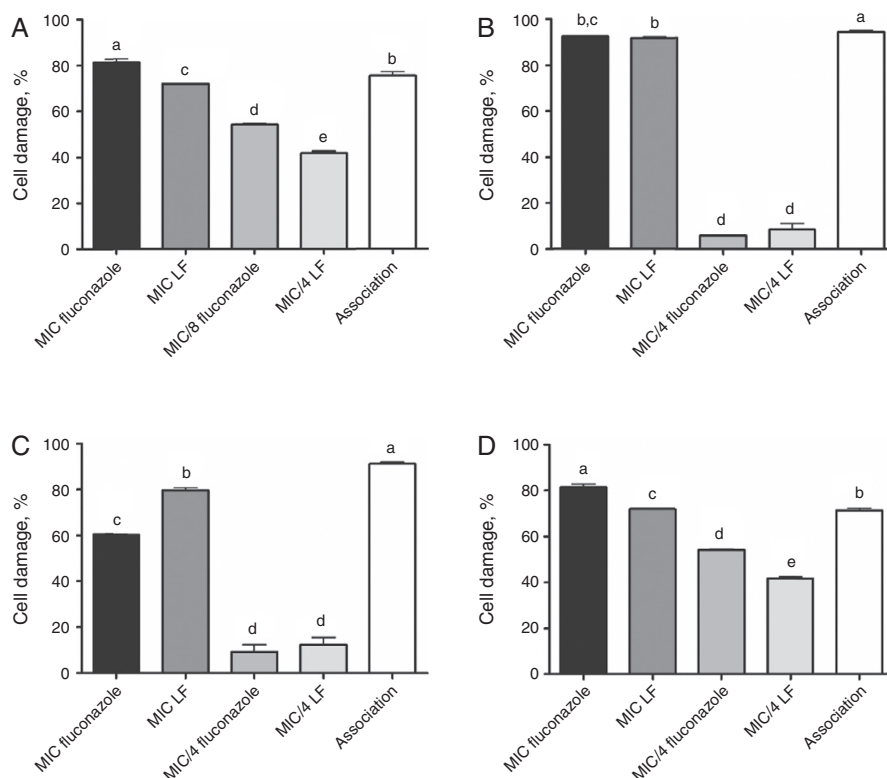 A
Cell damage, %
100
80
60
40
20
0
a
c
d
e
b
MIC fluconazole
MIC LF
MIC/8 fluconazole
MIC/4 LF
Association
B
Cell damage, %
100
80
60
40
20
0
b,c
b
d
d
a
MIC fluconazole
MIC LF
MIC/4 fluconazole
MIC/4 LF
Association
C
Cell damage, %
100
80
60
40
20
0
c
b
d
d
a
MIC fluconazole
MIC LF
MIC/4 fluconazole
MIC/4 LF
Association
D
Cell damage, %
100
80
60
40
20
0
a
c
d
e
b
MIC fluconazole
MIC LF
MIC/4 fluconazole
MIC/4 LF
Association